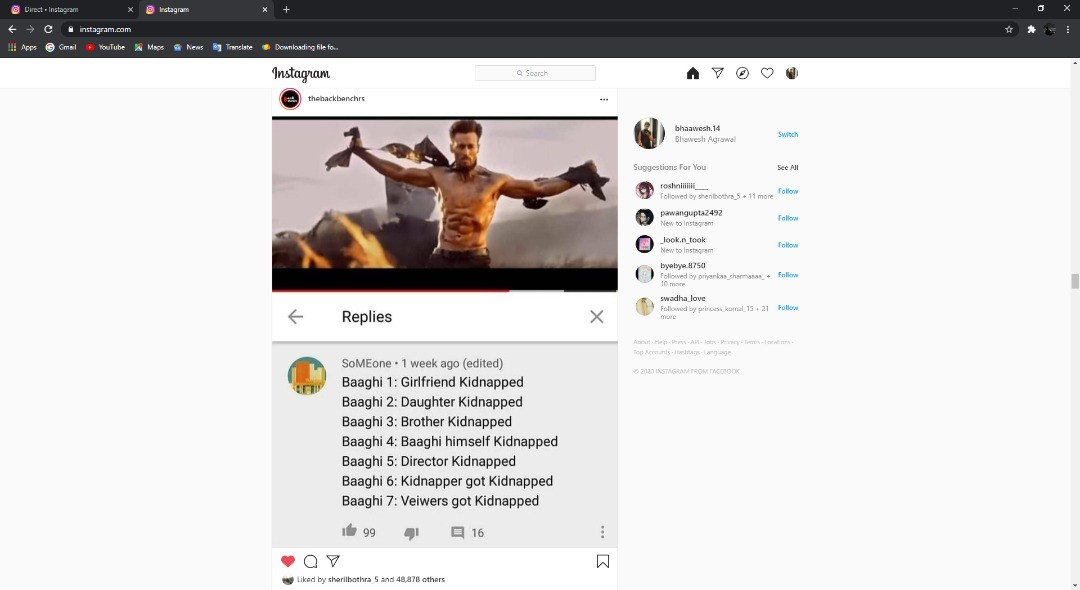 Direct • Instagram
Instagram
instagram.com
Apps Gmail YouTube Maps News Translate Downloading file fo...
Instagram
Search
thebackbenchrs
bhaawesh.14
Bhawesh Agrawal
Switch
Suggestions For You
See All
roshniiiiiii___
Followed by sherilbothra_5 + 11 more
Follow
pawangupta2492
New to Instagram
Follow
_look.n_took
New to Instagram
Follow
byebye.8750
Followed by priyankaa_sharmaaaa_ +
10 more
Follow
swadha_love
Followed by princess_komal_15 + 21
more
Follow
About · Help · Press · API · Jobs · Privacy · Terms · Locations ·
Top Accounts · Hashtags · Language
© 2020 INSTAGRAM FROM FACEBOOK
Replies
SoMEone • 1 week ago (edited)
Baaghi 1: Girlfriend Kidnapped
Baaghi 2: Daughter Kidnapped
Baaghi 3: Brother Kidnapped
Baaghi 4: Baaghi himself Kidnapped
Baaghi 5: Director Kidnapped
Baaghi 6: Kidnapper got Kidnapped
Baaghi 7: Veiwers got Kidnapped
99 16
Liked by sherilbothra_5 and 48,878 others